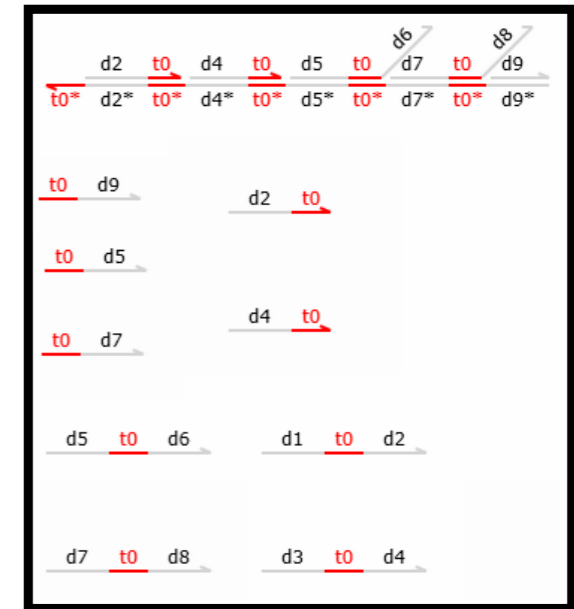 d6 d8
d2 t0 d4 t0 d5 t0 d7 t0 d9
t0* d2* t0* d4* t0* d5* t0* d7* t0* d9*
t0 d9
d2 t0
t0 d5
d4 t0
t0 d7
d5 t0 d6 d1 t0 d2
d7 t0 d8 d3 t0 d4